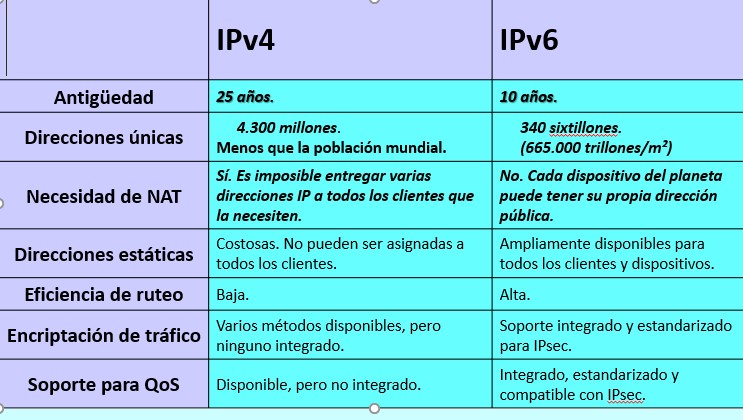 IPv4
IPv6
Antigüedad
25 años.
10 años.
Direcciones únicas
4.300 millones.
Menos que la población mundial.
340 sixtillones.
(665.000 trillones/m²)
Necesidad de NAT
Sí. Es imposible entregar varias
direcciones IP a todos los clientes que
la necesiten.
No. Cada dispositivo del planeta
puede tener su propia dirección
pública.
Direcciones estáticas
Costosas. No pueden ser asignadas a
todos los clientes.
Ampliamente disponibles para
todos los clientes y dispositivos.
Eficiencia de ruteo
Baja.
Alta.
Encriptación de tráfico
Varios métodos disponibles, pero
ninguno integrado.
Soporte integrado y estandarizado
para IPsec.
Soporte para QoS
Disponible, pero no integrado.
Integrado, estandarizado y
compatible con IPsec.